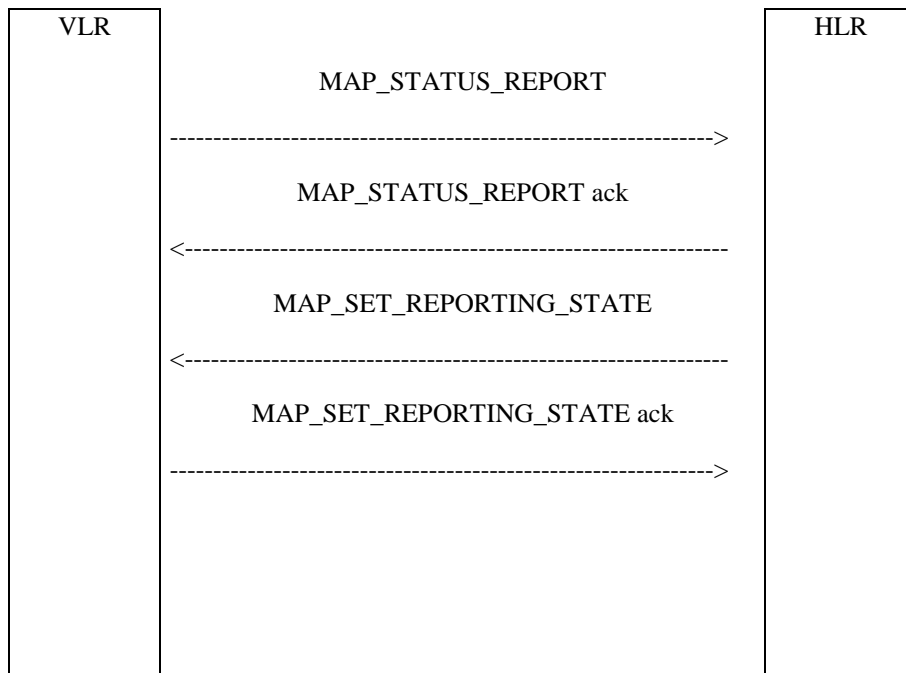 VLR
HLR
MAP_STATUS_REPORT
------------------------------------------------------------------>
MAP_STATUS_REPORT ack
<------------------------------------------------------------------
MAP_SET_REPORTING_STATE
<------------------------------------------------------------------
MAP_SET_REPORTING_STATE ack
------------------------------------------------------------------>